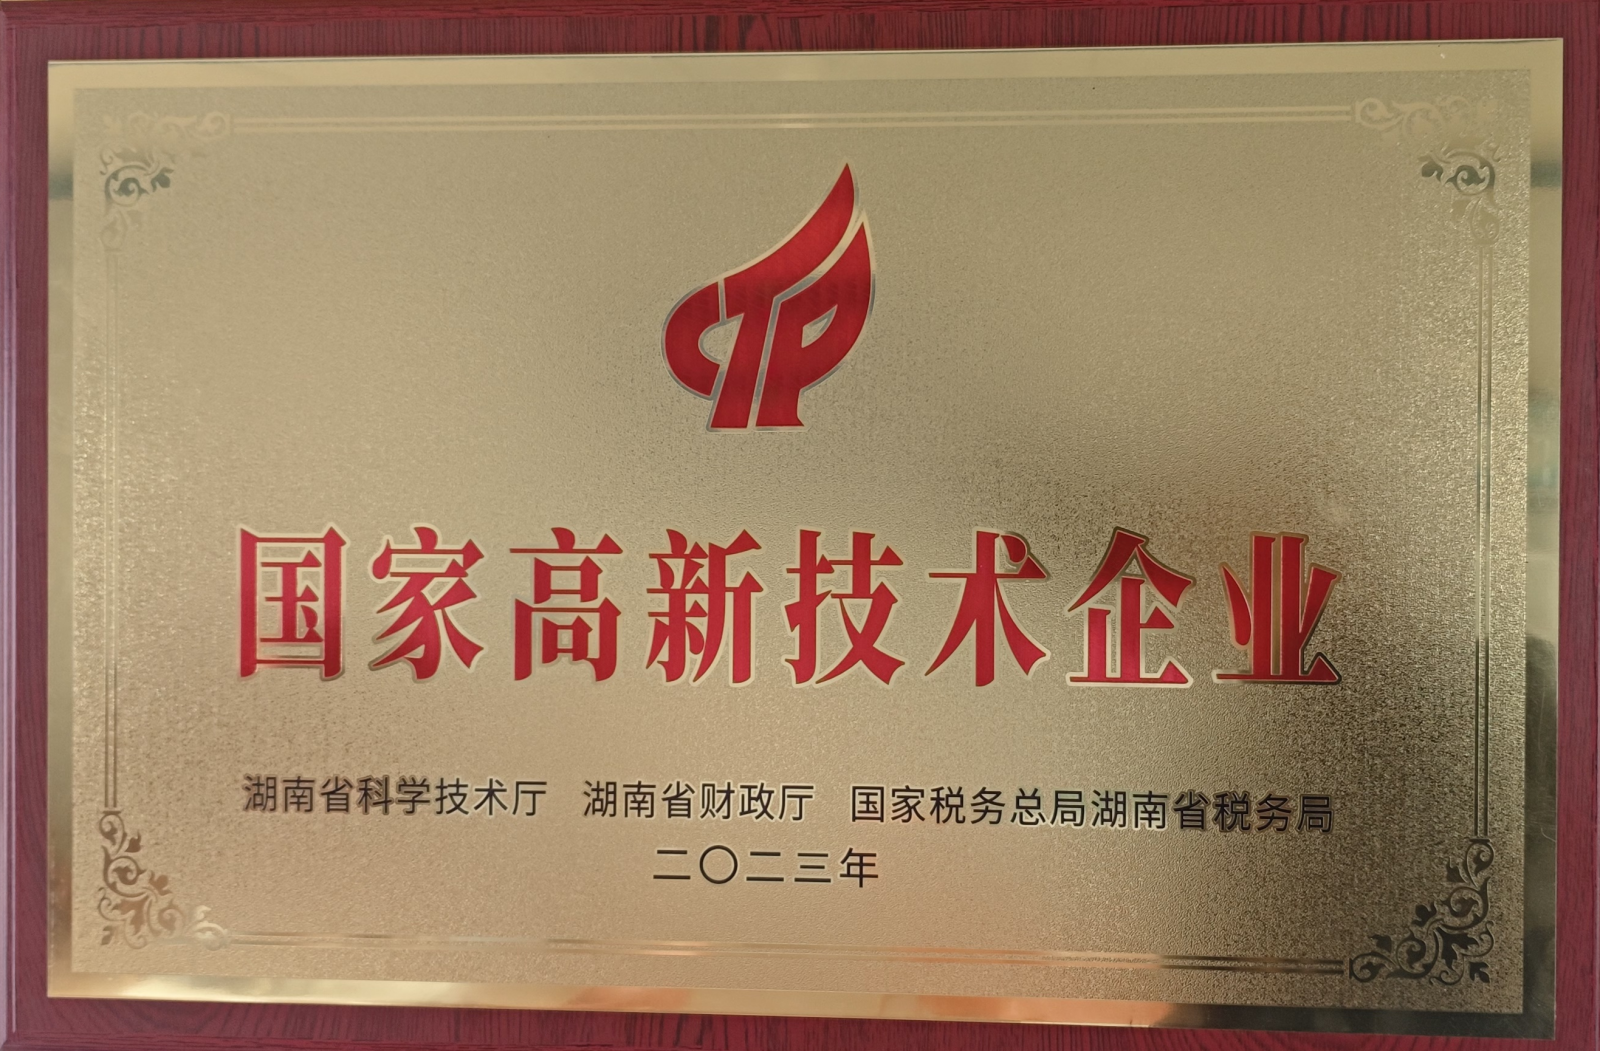 CTP
国家高新技术企业
湖南省科学技术厅 湖南省财政厅 国家税务总局湖南省税务局
二〇二三年